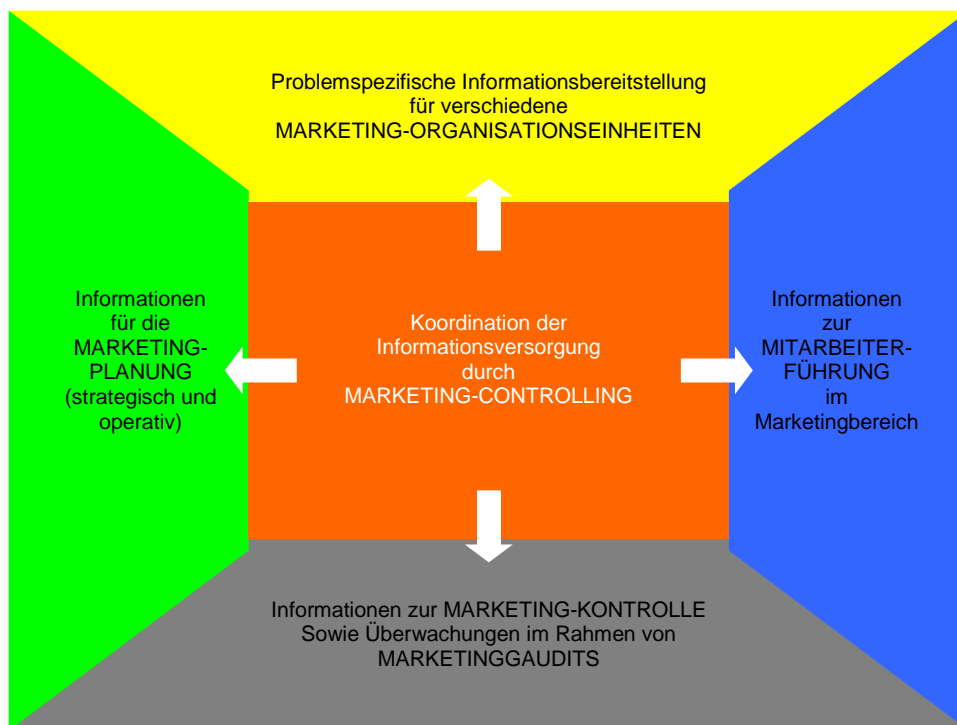 Problemspezifische Informationsbereitstellung
für verschiedene
MARKETING-ORGANISATIONSEINHEITEN
Informationen
für die
MARKETING-
PLANUNG
(strategisch und
operativ)
Koordination der
Informationsversorgung
durch
MARKETING-CONTROLLING
Informationen
zur
MITARBEITER-
FÜHRUNG
im
Marketingbereich
Informationen zur MARKETING-KONTROLLE
Sowie Überwachungen im Rahmen von
MARKETINGGAUDITS